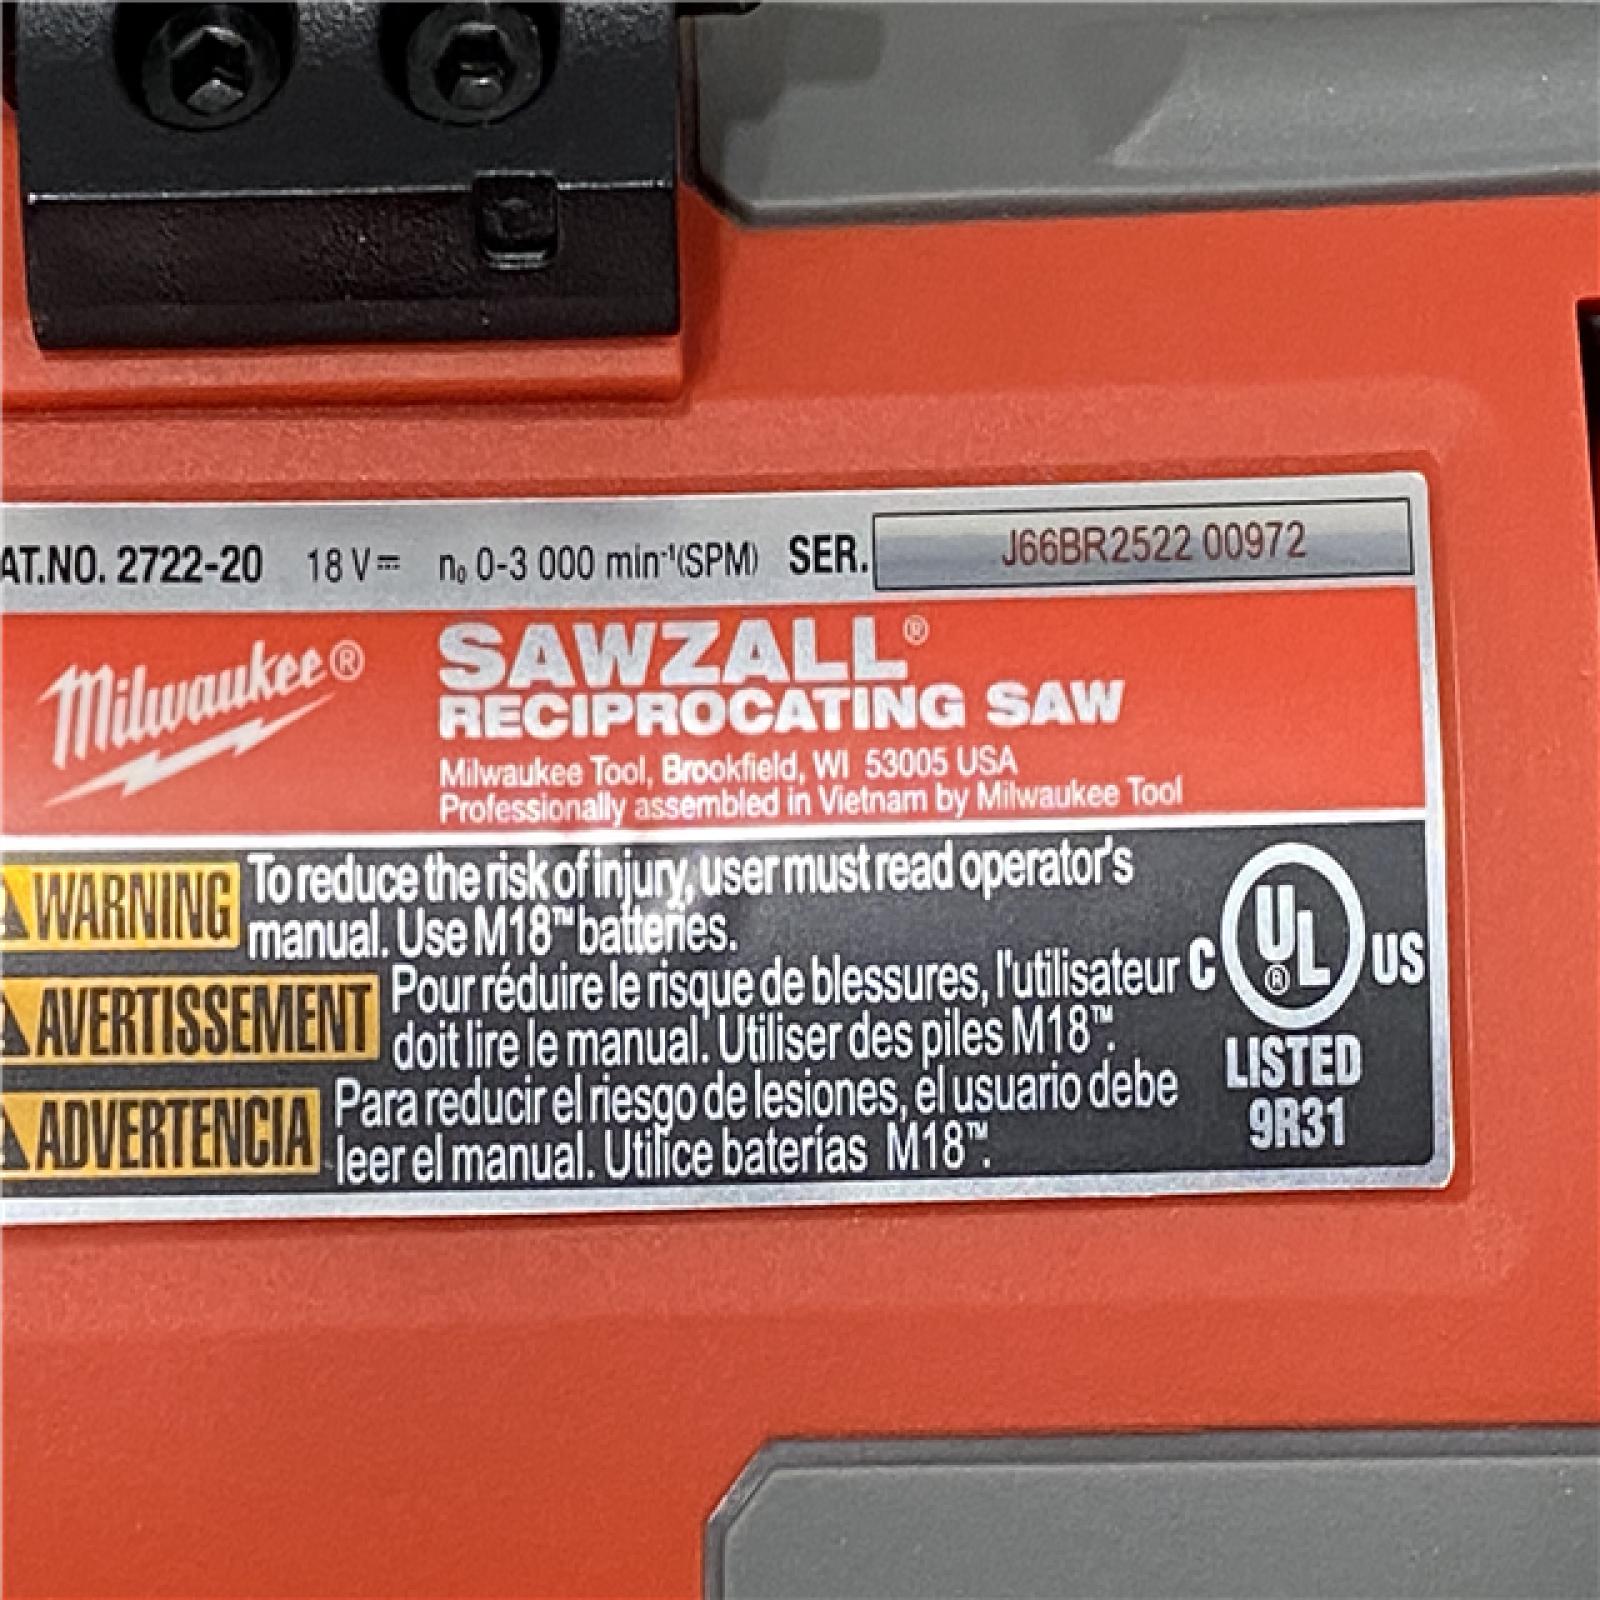 AT.NO. 2722-20 18 V⎓ n₀ 0-3 000 min⁻¹(SPM) SER. J66BR2522 00972
Milwaukee®
SAWZALL®
RECIPROCATING SAW
Milwaukee Tool, Brookfield, WI 53005 USA
Professionally assembled in Vietnam by Milwaukee Tool
WARNING To reduce the risk of injury, user must read operator's
manual. Use M18™ batteries.
AVERTISSEMENT Pour réduire le risque de blessures, l'utilisateur
doit lire le manual. Utiliser des piles M18™.
ADVERTENCIA Para reducir el riesgo de lesiones, el usuario debe
leer el manual. Utilice baterías M18™.
C UL® US
LISTED
9R31